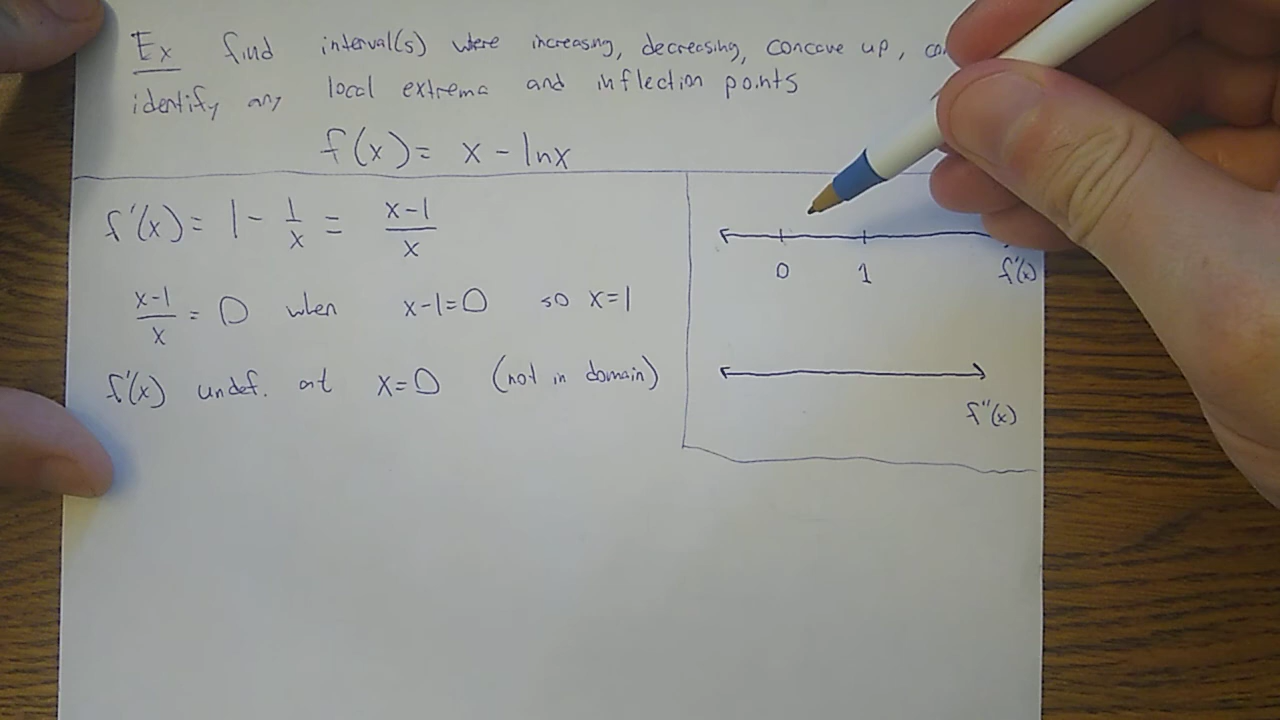 Ex find interval(s) where increasing, decreasing, concave up,
identify any local extrema and inflection points
f(x) = x - lnx
f'(x) = 1 - 1/x = (x-1)/x
(x-1)/x = 0 when x-1=0 so x=1
f'(x) undef. at x=0 (not in domain)
0 1 f'(x)
f''(x)